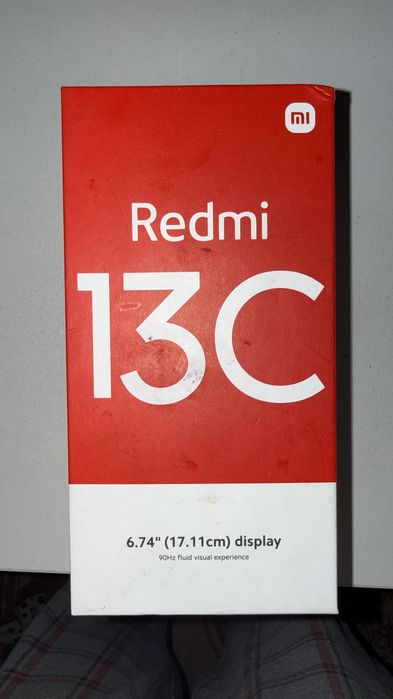 mi
Redmi
13C
6.74" (17.11cm) display
90Hz fluid visual experience